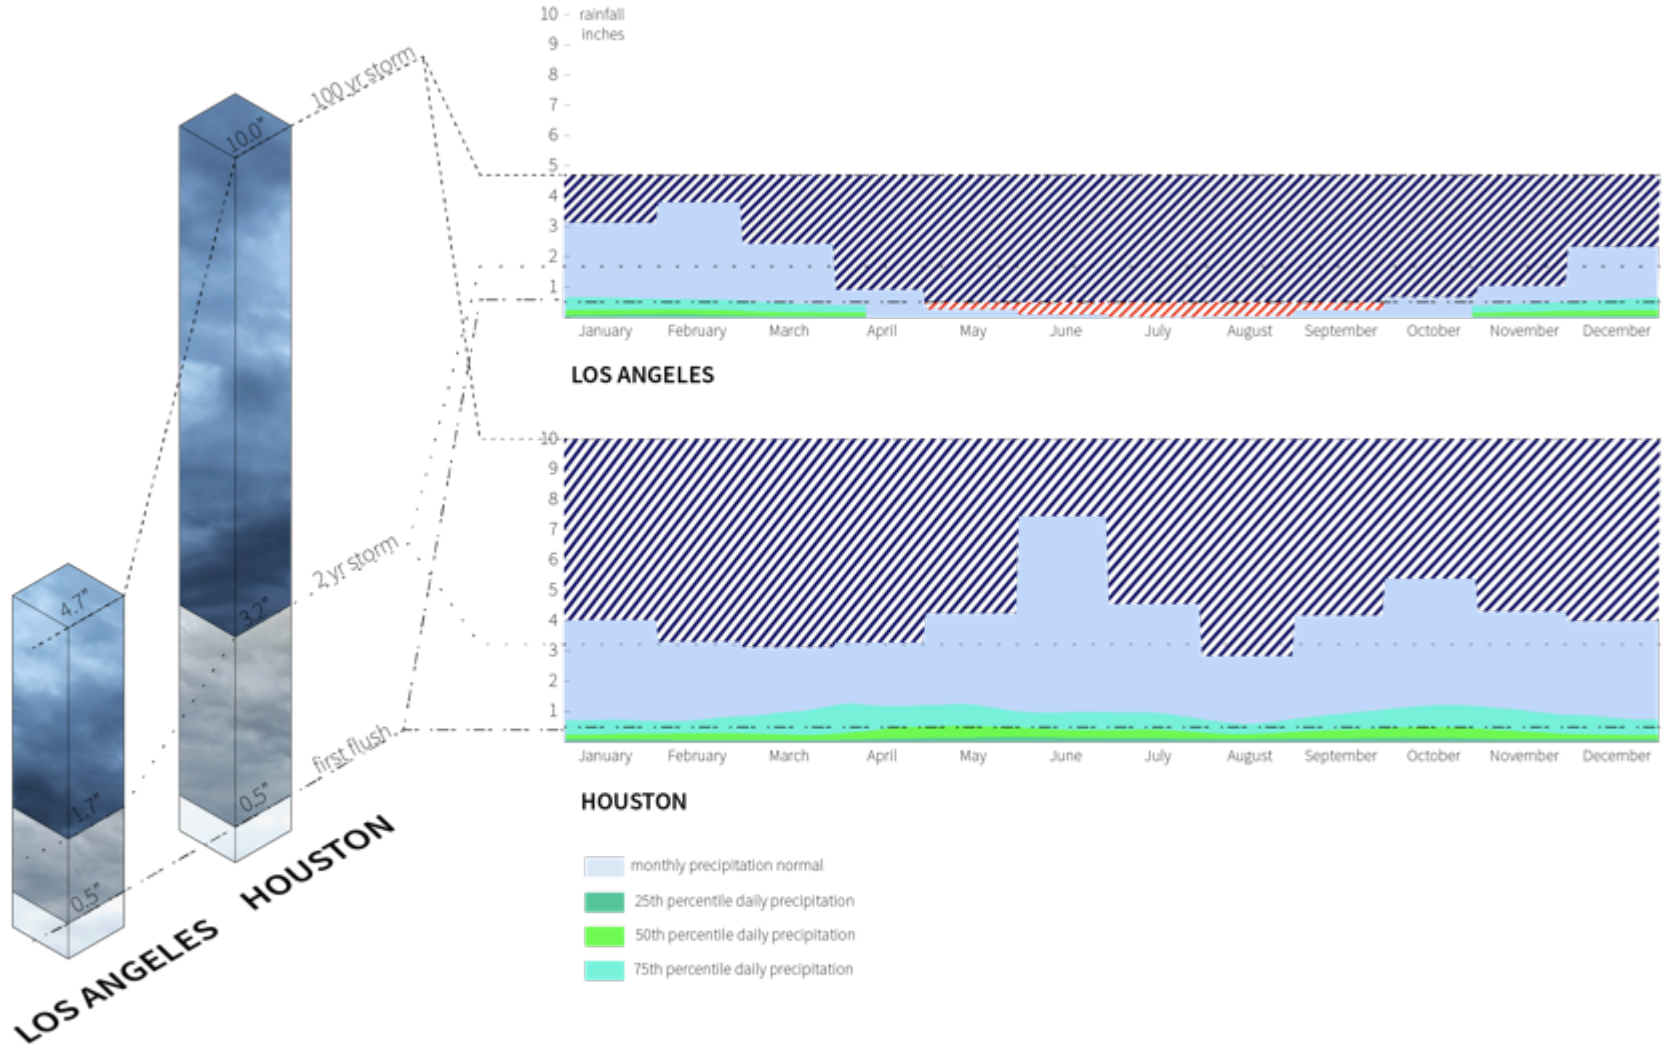 100 yr storm
10.0"
4.7"
2 yr storm
3.2"
1.7"
first flush
0.5"
0.5"
LOS ANGELES
HOUSTON
10
rainfall
inches
9
8
7
6
5
4
3
2
1
January February March April May June July August September October November December
LOS ANGELES
10
9
8
7
6
5
4
3
2
1
January February March April May June July August September October November December
HOUSTON
monthly precipitation normal
25th percentile daily precipitation
50th percentile daily precipitation
75th percentile daily precipitation